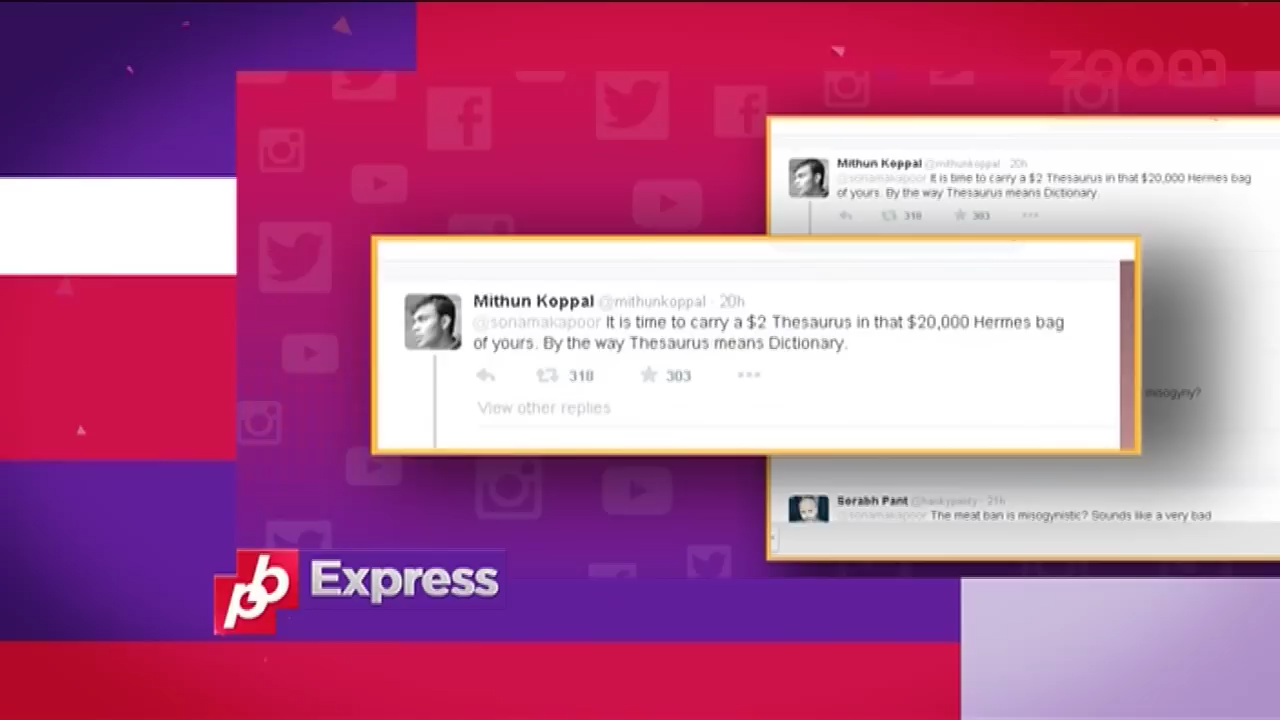 zoom
Mithun Koppal @mithunkoppal · 20h
@sonamakapoor It is time to carry a $2 Thesaurus in that $20,000 Hermes bag
of yours. By the way Thesaurus means Dictionary.
318 303
Mithun Koppal @mithunkoppal · 20h
@sonamakapoor It is time to carry a $2 Thesaurus in that $20,000 Hermes bag
of yours. By the way Thesaurus means Dictionary.
318 303
View other replies
misogyny?
Sorabh Pant @hankypanty · 21h
@sonamakapoor The meat ban is misogynistic? Sounds like a very bad
pb Express